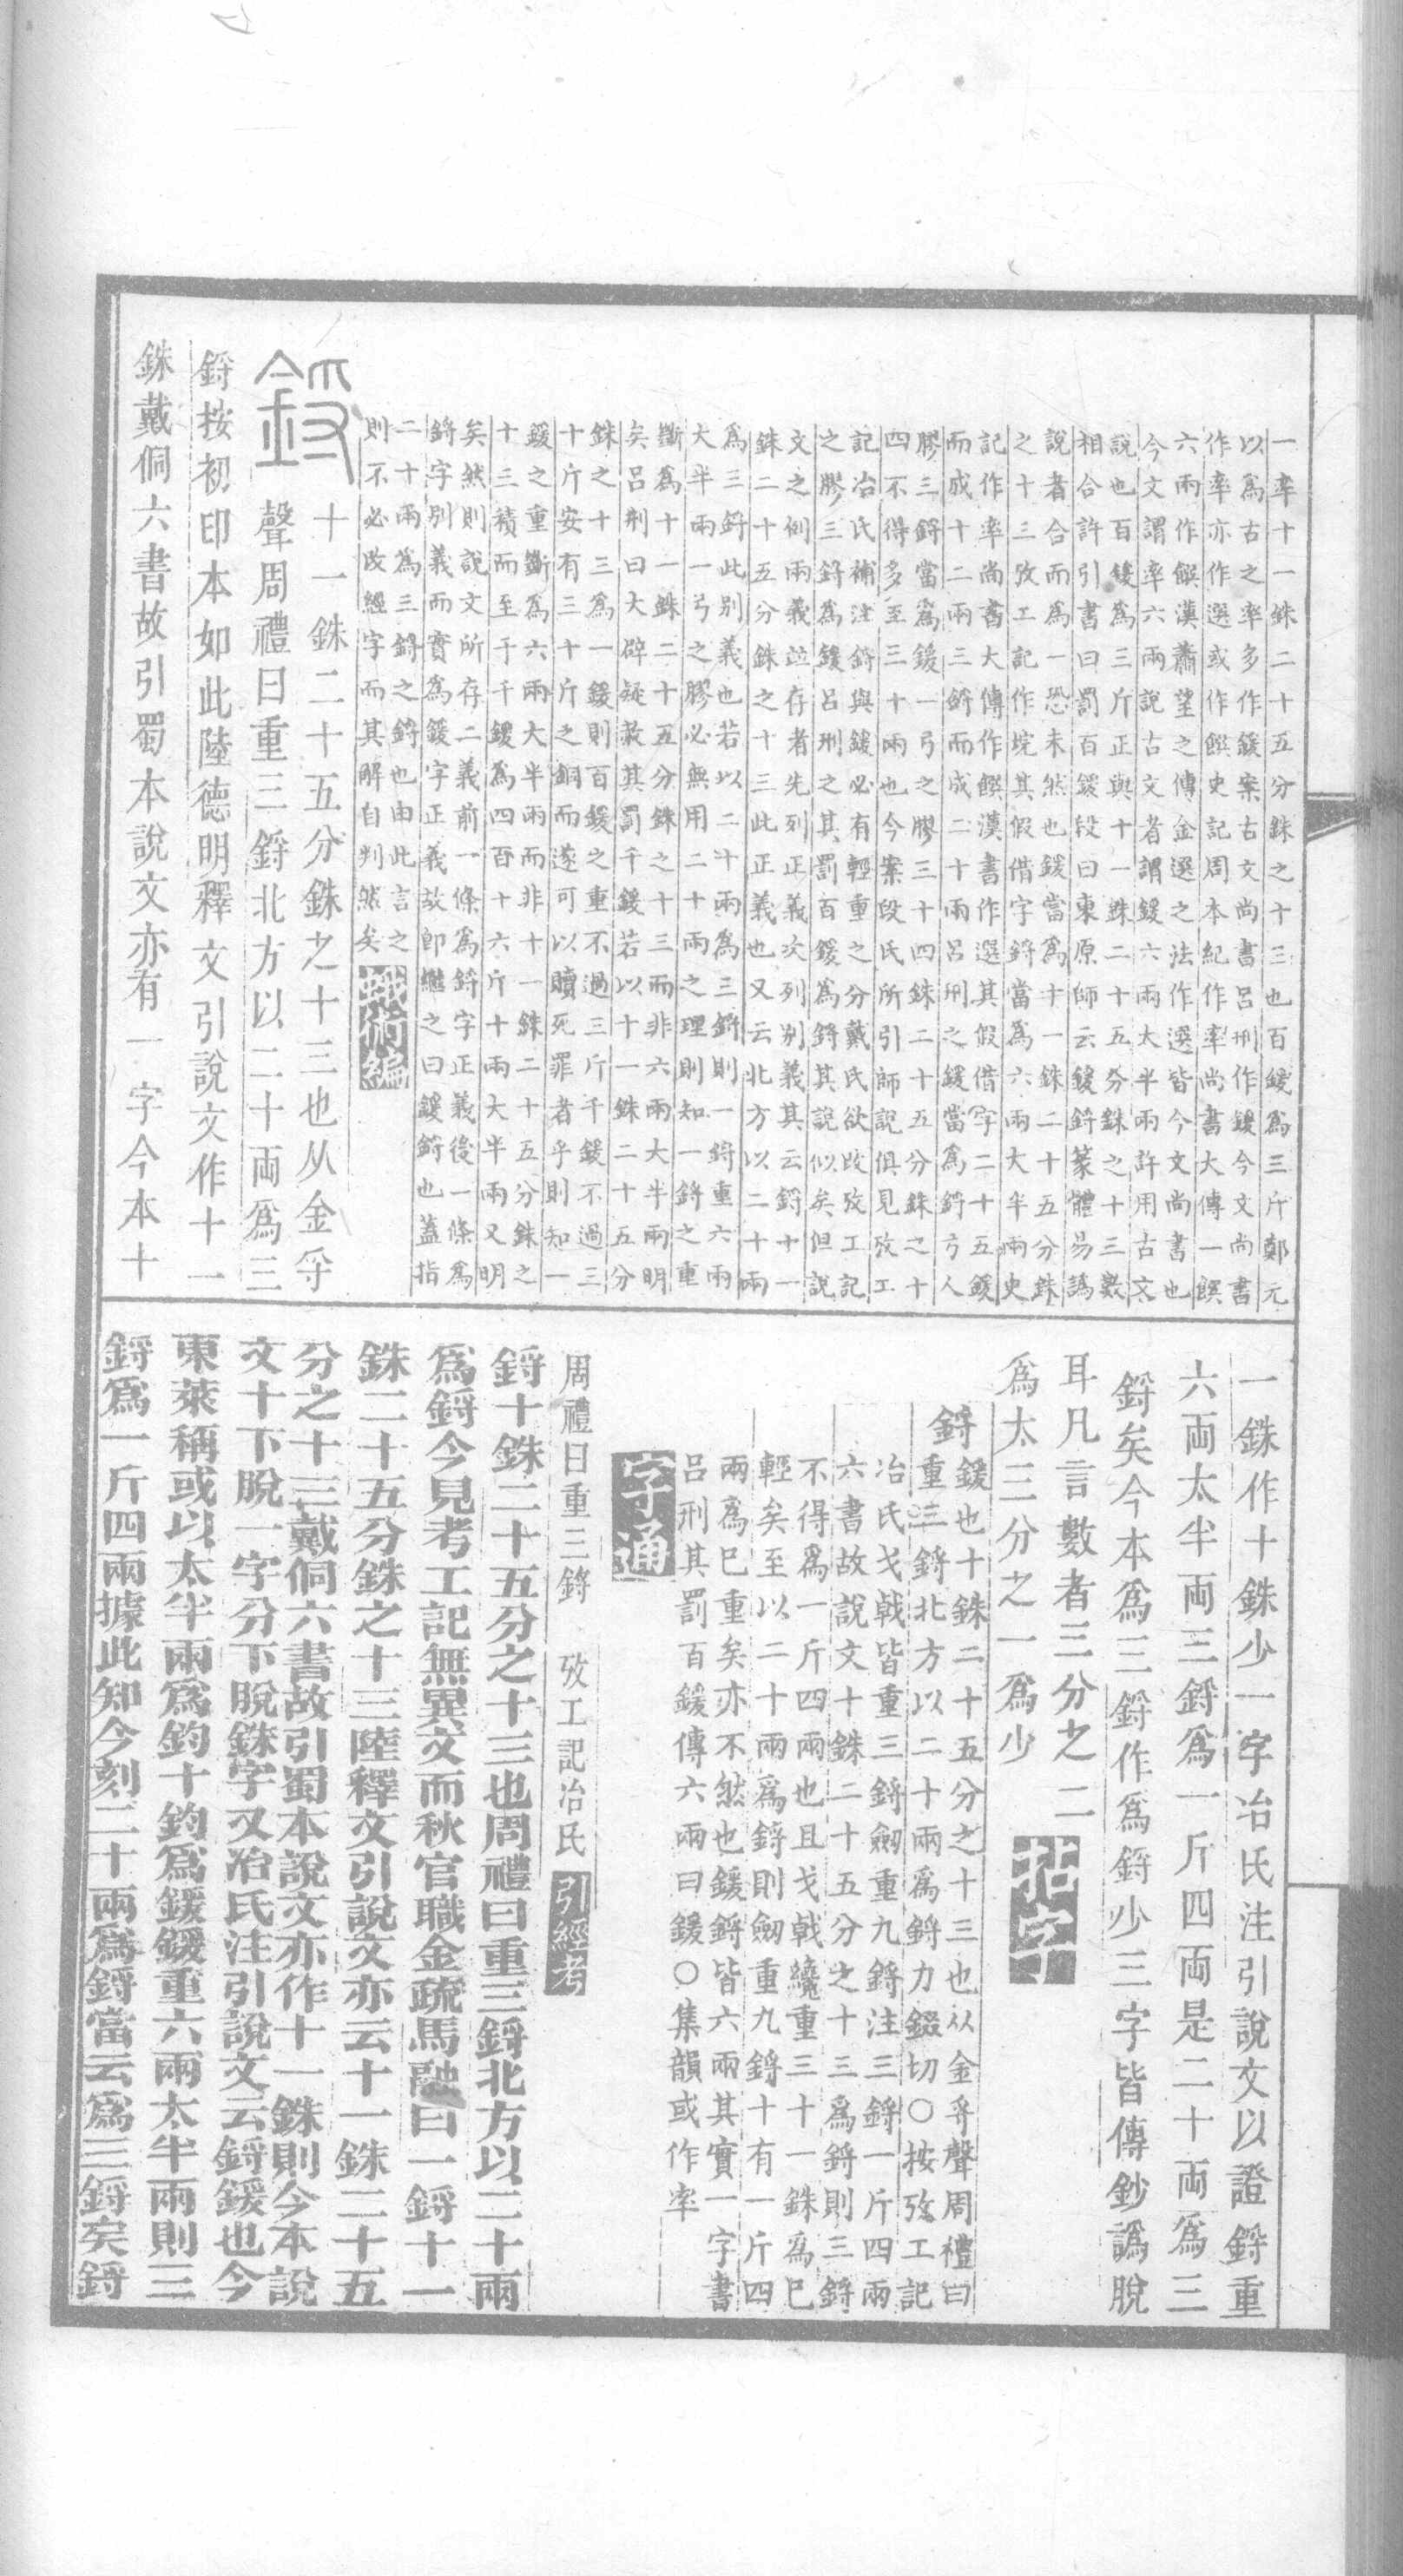 一率十一銖二十五分銖之十三也百鍰爲三斤鄭元
以爲古之率多作鍰案古文尚書呂刑作鍰今文尚書
作率亦作選或作饌史記周本紀作率尚書大傳一饌
六兩作饌漢蕭望之傳金選之法作選皆今文尚書也
今文謂率六兩說古文者謂鍰六兩大半兩許用古文
說也百鍰爲三斤正與十一銖二十五分銖之十三數
相合許引書曰罰百鍰段曰東原師云鍰鋝篆體易譌
說者合而爲一恐未然也鍰當爲十一銖二十五分銖
之十三攷工記作垸其假借字鋝當爲六兩大半兩史
記作率尚書大傳作饌漢書作選其假借字二十五鍰
而成十二兩三鋝而成二十兩呂刑之鍰當爲鋝弓人
膠三鋝當爲鍰一弓之膠三十四銖二十五分銖之十
四不得多至三十兩也今案段氏所引師說俱見攷工
記冶氏補注鋝與鍰必有輕重之分戴氏欲改攷工記
之膠三鋝爲鍰呂刑之其罰百鍰爲鋝其說似矣但說
文之例兩義竝存者先列正義次列別義其云鋝十一
銖二十五分銖之十三此正義也又云北方以二十兩
爲三鋝此別義也若以二十兩爲三鋝則一鋝重六兩
大半兩一弓之膠必無用二十兩之理則知一鋝之重
斷爲十一銖二十五分銖之十三而非六兩大半兩明
矣呂刑曰大辟疑赦其罰千鍰若以十一銖二十五分
銖之十三爲一鍰則百鍰之重不過三斤千鍰不過三
十斤安有三十斤之銅而遂可以贖死罪者乎則知一
鍰之重斷爲六兩大半兩而非十一銖二十五分銖之
十三積而至于千鍰爲四百十六斤十兩大半兩又明
矣然則說文所存二義前一條爲鋝字正義後一條爲
鋝字別義而實爲鍰字正義故卽繼之曰鍰鋝也蓋指
二十兩爲三鋝之鋝也由此言之
則不必改經字而其解自判然矣 蛾術編
鋝 十一銖二十五分銖之十三也从金寽
聲周禮曰重三鋝北方以二十兩爲三
鋝按初印本如此陸德明釋文引說文作十一
銖戴侗六書故引蜀本說文亦有一字今本十
一銖作十銖少一字冶氏注引說文以證鋝重
六兩太半兩三鋝爲一斤四兩是二十兩爲三
鋝矣今本爲三鋝作爲鋝少三字皆傳鈔譌脫
耳凡言數者三分之二
爲太三分之一爲少
鋝 鍰也十銖二十五分之十三也从金寽聲周禮曰
重三鋝北方以二十兩爲鋝力錣切○按攷工記
冶氏戈戟皆重三鋝劒重九鋝注三鋝一斤四兩
六書故說文十銖二十五分之十三爲鋝則三鋝
不得爲一斤四兩也且戈戟纔重三十一銖爲巳
輕矣至以二十兩爲鋝則劒重九鋝十有一斤四
兩爲巳重矣亦不然也鍰鋝皆六兩其實一字書
呂刑其罰百鍰傳六兩曰鍰○集韻或作率
字通
周禮曰重三鋝 攷工記冶氏 引經考
鋝十銖二十五分之十三也周禮曰重三鋝北方以二十兩
爲鋝今見考工記無異文而秋官職金疏馬融曰一鋝十一
銖二十五分銖之十三陸釋文引說文亦云十一銖二十五
分之十三戴侗六書故引蜀本說文亦作十一銖則今本說
文十下脫一字分下脫銖字又冶氏注引說文云鋝鍰也今
東萊稱或以太半兩爲鈞十鈞爲鍰鍰重六兩太半兩則三
鋝爲一斤四兩據此知今刻二十兩爲鋝當云爲三鋝矣鋝